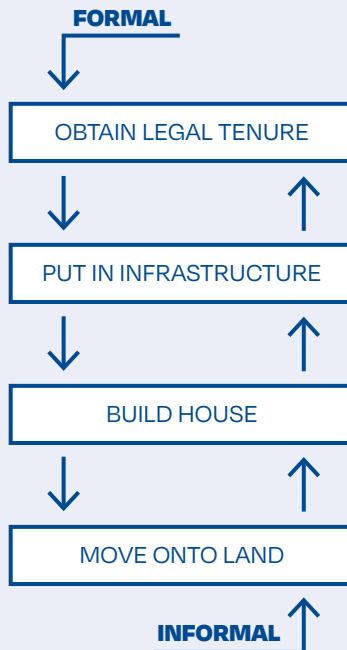 FORMAL
OBTAIN LEGAL TENURE
PUT IN INFRASTRUCTURE
BUILD HOUSE
MOVE ONTO LAND
INFORMAL